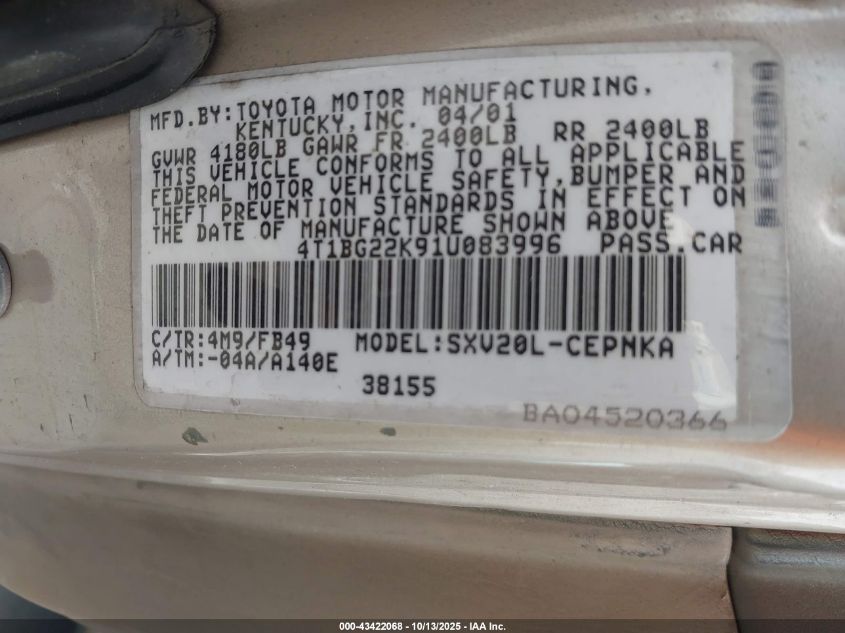 MFD.BY:TOYOTA MOTOR MANUFACTURING,
KENTUCKY,INC. 04/01
GVWR 4180LB GAWR FR 2400LB RR 2400LB
THIS VEHICLE CONFORMS TO ALL APPLICABLE
FEDERAL MOTOR VEHICLE SAFETY,BUMPER AND
THEFT PREVENTION STANDARDS IN EFFECT ON
THE DATE OF MANUFACTURE SHOWN ABOVE.
4T1BG22K91U083996 PASS.CAR
C/TR:4M9/FB49 MODEL:SXV20L-CEPNKA
A/TM:-04A/A140E
38155
BA04520366
000-43422068 - 10/13/2025 - IAA Inc.